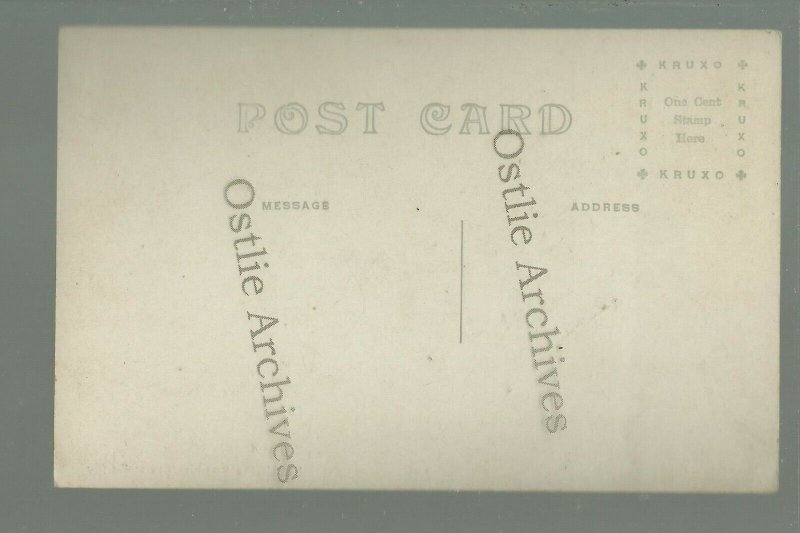 KRUXO
POST CARD
KRUXO
One Cent
Stamp
Here
KRUXO
KRUXO
MESSAGE
ADDRESS
Ostlie Archives
Ostlie Archives